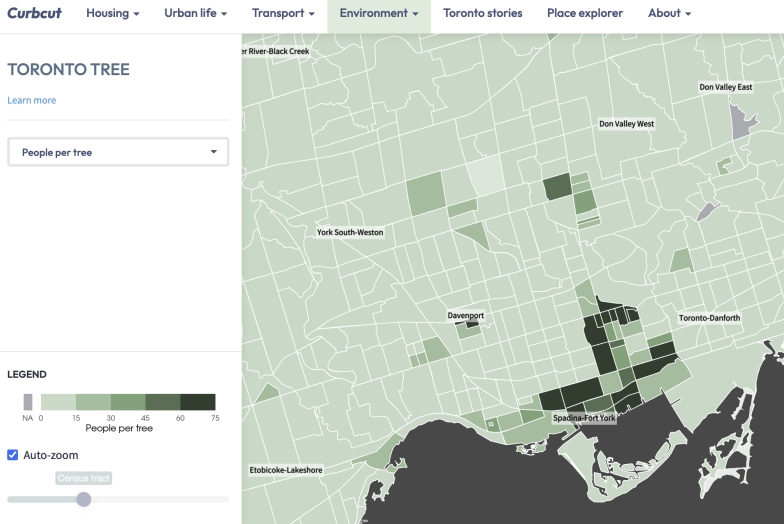 Curbcut
Housing
Urban life
Transport
Environment
Toronto stories
Place explorer
About
TORONTO TREE
Learn more
People per tree
er River-Black Creek
Don Valley East
Don Valley West
York South-Weston
Davenport
Toronto-Danforth
Spadina-Fort York
Etobicoke-Lakeshore
LEGEND
NA 0 15 30 45 60 75
People per tree
Auto-zoom
Census tract